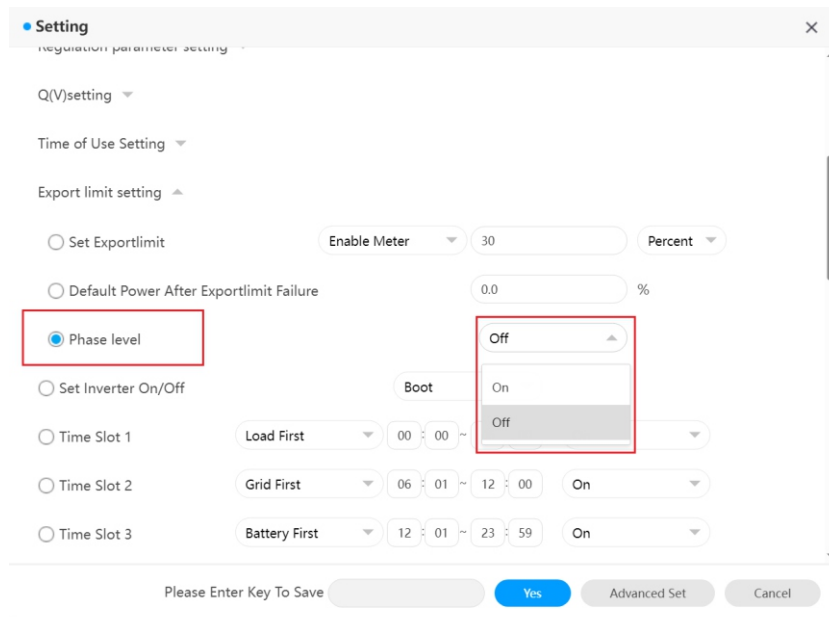 Setting
Regulation parameter setting
Q(V)setting
Time of Use Setting
Export limit setting
Set Exportlimit Enable Meter 30 Percent
Default Power After Exportlimit Failure 0.0 %
Phase level Off
On
Off
Set Inverter On/Off Boot
Time Slot 1 Load First 00 : 00 ~
Time Slot 2 Grid First 06 : 01 ~ 12 : 00 On
Time Slot 3 Battery First 12 : 01 ~ 23 : 59 On
Please Enter Key To Save Yes Advanced Set Cancel